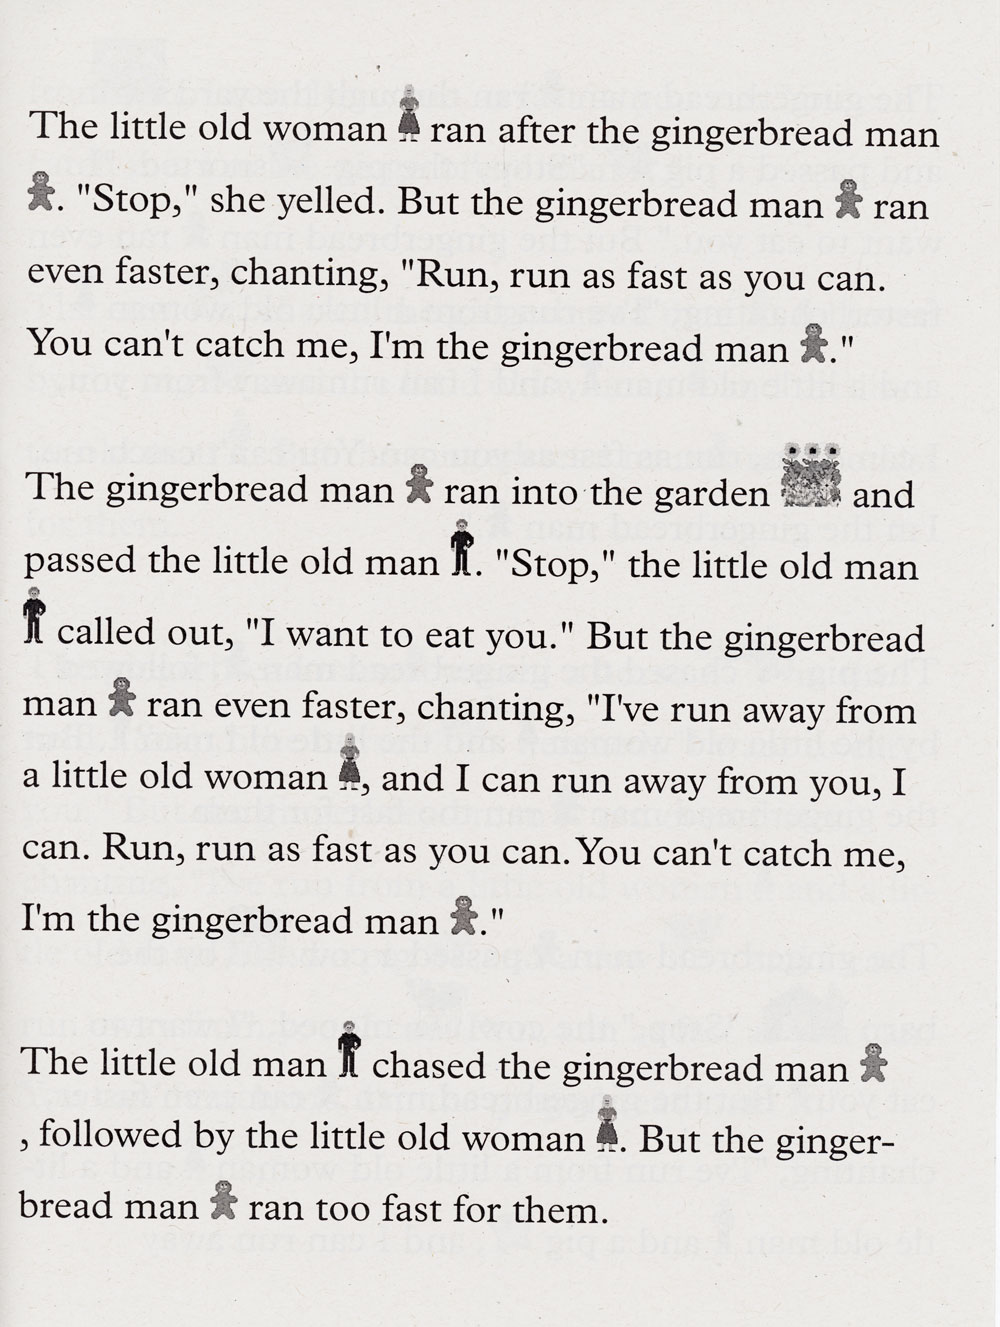 The little old woman ran after the gingerbread man
. "Stop," she yelled. But the gingerbread man ran
even faster, chanting, "Run, run as fast as you can.
You can't catch me, I'm the gingerbread man ."
The gingerbread man ran into the garden and
passed the little old man . "Stop," the little old man
called out, "I want to eat you." But the gingerbread
man ran even faster, chanting, "I've run away from
a little old woman , and I can run away from you, I
can. Run, run as fast as you can. You can't catch me,
I'm the gingerbread man ."
The little old man chased the gingerbread man
, followed by the little old woman . But the ginger-
bread man ran too fast for them.